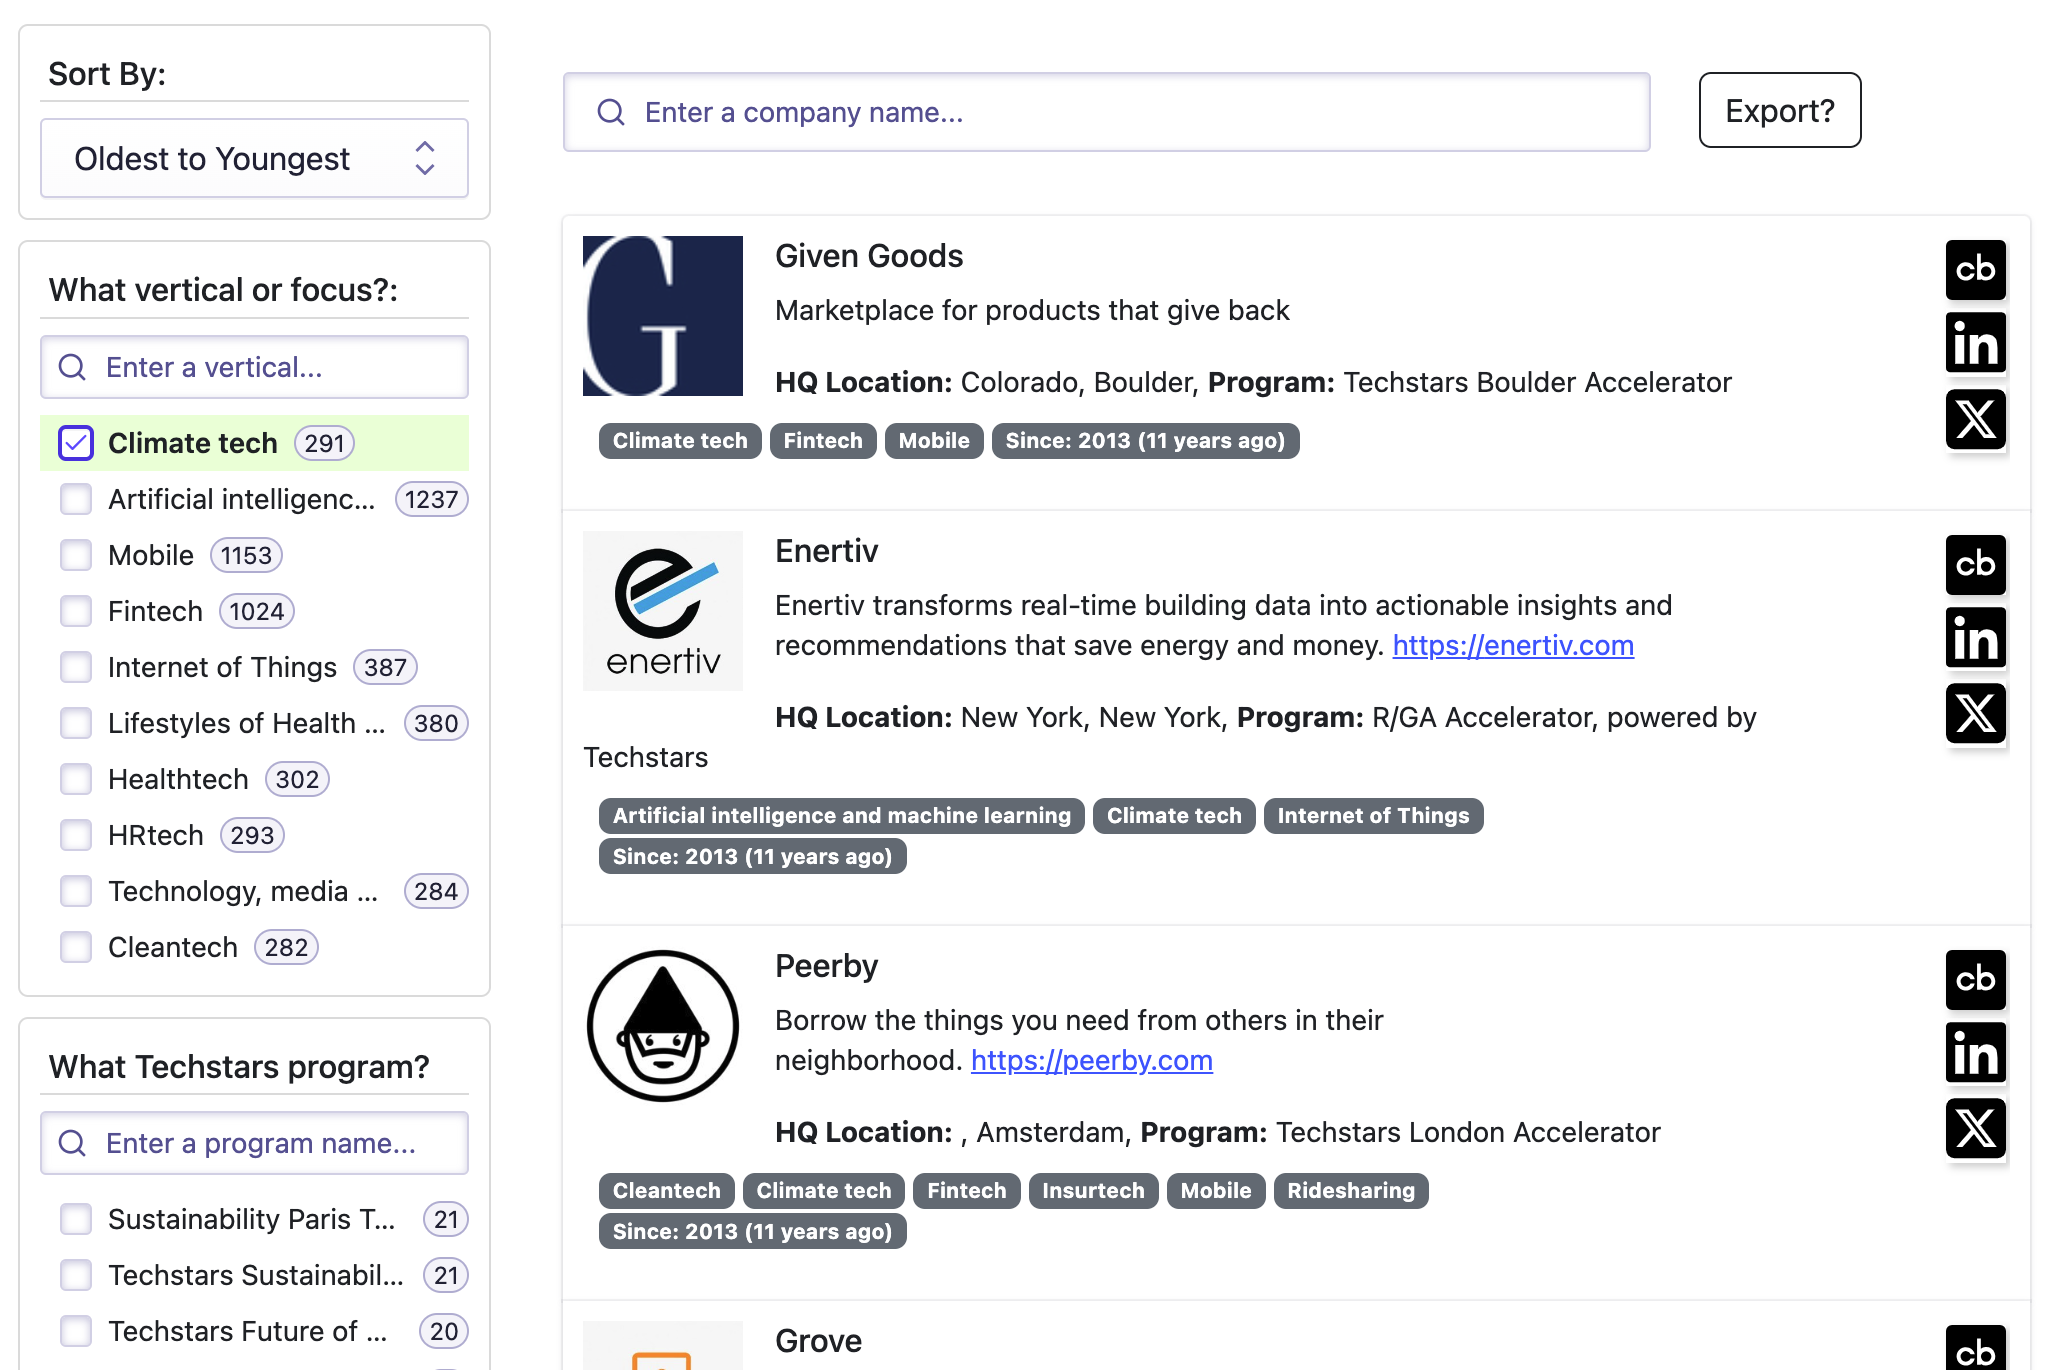 Sort By:
Oldest to Youngest
What vertical or focus?:
Enter a vertical...
Climate tech 291
Artificial intelligenc... 1237
Mobile 1153
Fintech 1024
Internet of Things 387
Lifestyles of Health ... 380
Healthtech 302
HRtech 293
Technology, media ... 284
Cleantech 282
What Techstars program?
Enter a program name...
Sustainability Paris T... 21
Techstars Sustainabil... 21
Techstars Future of ... 20
Enter a company name...
Export?
G
Given Goods
Marketplace for products that give back
HQ Location: Colorado, Boulder, Program: Techstars Boulder Accelerator
Climate tech Fintech Mobile Since: 2013 (11 years ago)
cb
in
X
enertiv
Enertiv
Enertiv transforms real-time building data into actionable insights and
recommendations that save energy and money. https://enertiv.com
HQ Location: New York, New York, Program: R/GA Accelerator, powered by
Techstars
Artificial intelligence and machine learning Climate tech Internet of Things
Since: 2013 (11 years ago)
cb
in
X
Peerby
Borrow the things you need from others in their
neighborhood. https://peerby.com
HQ Location: , Amsterdam, Program: Techstars London Accelerator
Cleantech Climate tech Fintech Insurtech Mobile Ridesharing
Since: 2013 (11 years ago)
cb
in
X
Grove
cb